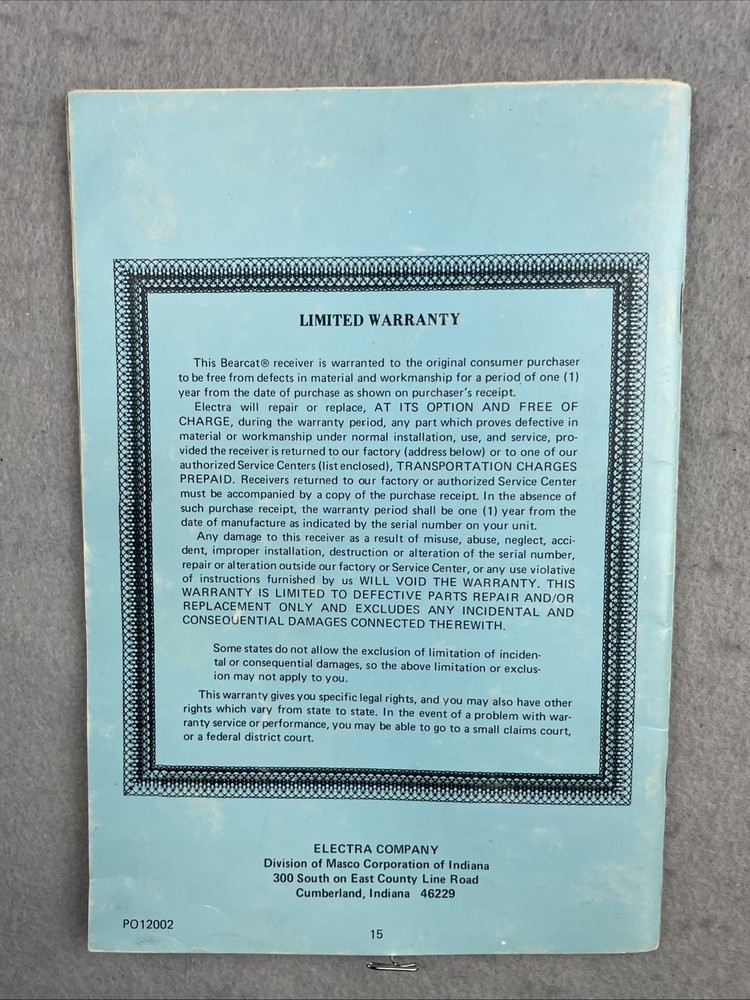 LIMITED WARRANTY
This Bearcat® receiver is warranted to the original consumer purchaser
to be free from defects in material and workmanship for a period of one (1)
year from the date of purchase as shown on purchaser's receipt.
Electra will repair or replace, AT ITS OPTION AND FREE OF
CHARGE, during the warranty period, any part which proves defective in
material or workmanship under normal installation, use, and service, pro-
vided the receiver is returned to our factory (address below) or to one of our
authorized Service Centers (list enclosed), TRANSPORTATION CHARGES
PREPAID. Receivers returned to our factory or authorized Service Center
must be accompanied by a copy of the purchase receipt. In the absence of
such purchase receipt, the warranty period shall be one (1) year from the
date of manufacture as indicated by the serial number on your unit.
Any damage to this receiver as a result of misuse, abuse, neglect, acci-
dent, improper installation, destruction or alteration of the serial number,
repair or alteration outside our factory or Service Center, or any use violative
of instructions furnished by us WILL VOID THE WARRANTY. THIS
WARRANTY IS LIMITED TO DEFECTIVE PARTS REPAIR AND/OR
REPLACEMENT ONLY AND EXCLUDES ANY INCIDENTAL AND
CONSEQUENTIAL DAMAGES CONNECTED THEREWITH.
Some states do not allow the exclusion of limitation of inciden-
tal or consequential damages, so the above limitation or exclus-
ion may not apply to you.
This warranty gives you specific legal rights, and you may also have other
rights which vary from state to state. In the event of a problem with war-
ranty service or performance, you may be able to go to a small claims court,
or a federal district court.
ELECTRA COMPANY
Division of Masco Corporation of Indiana
300 South on East County Line Road
Cumberland, Indiana 46229
PO12002
15